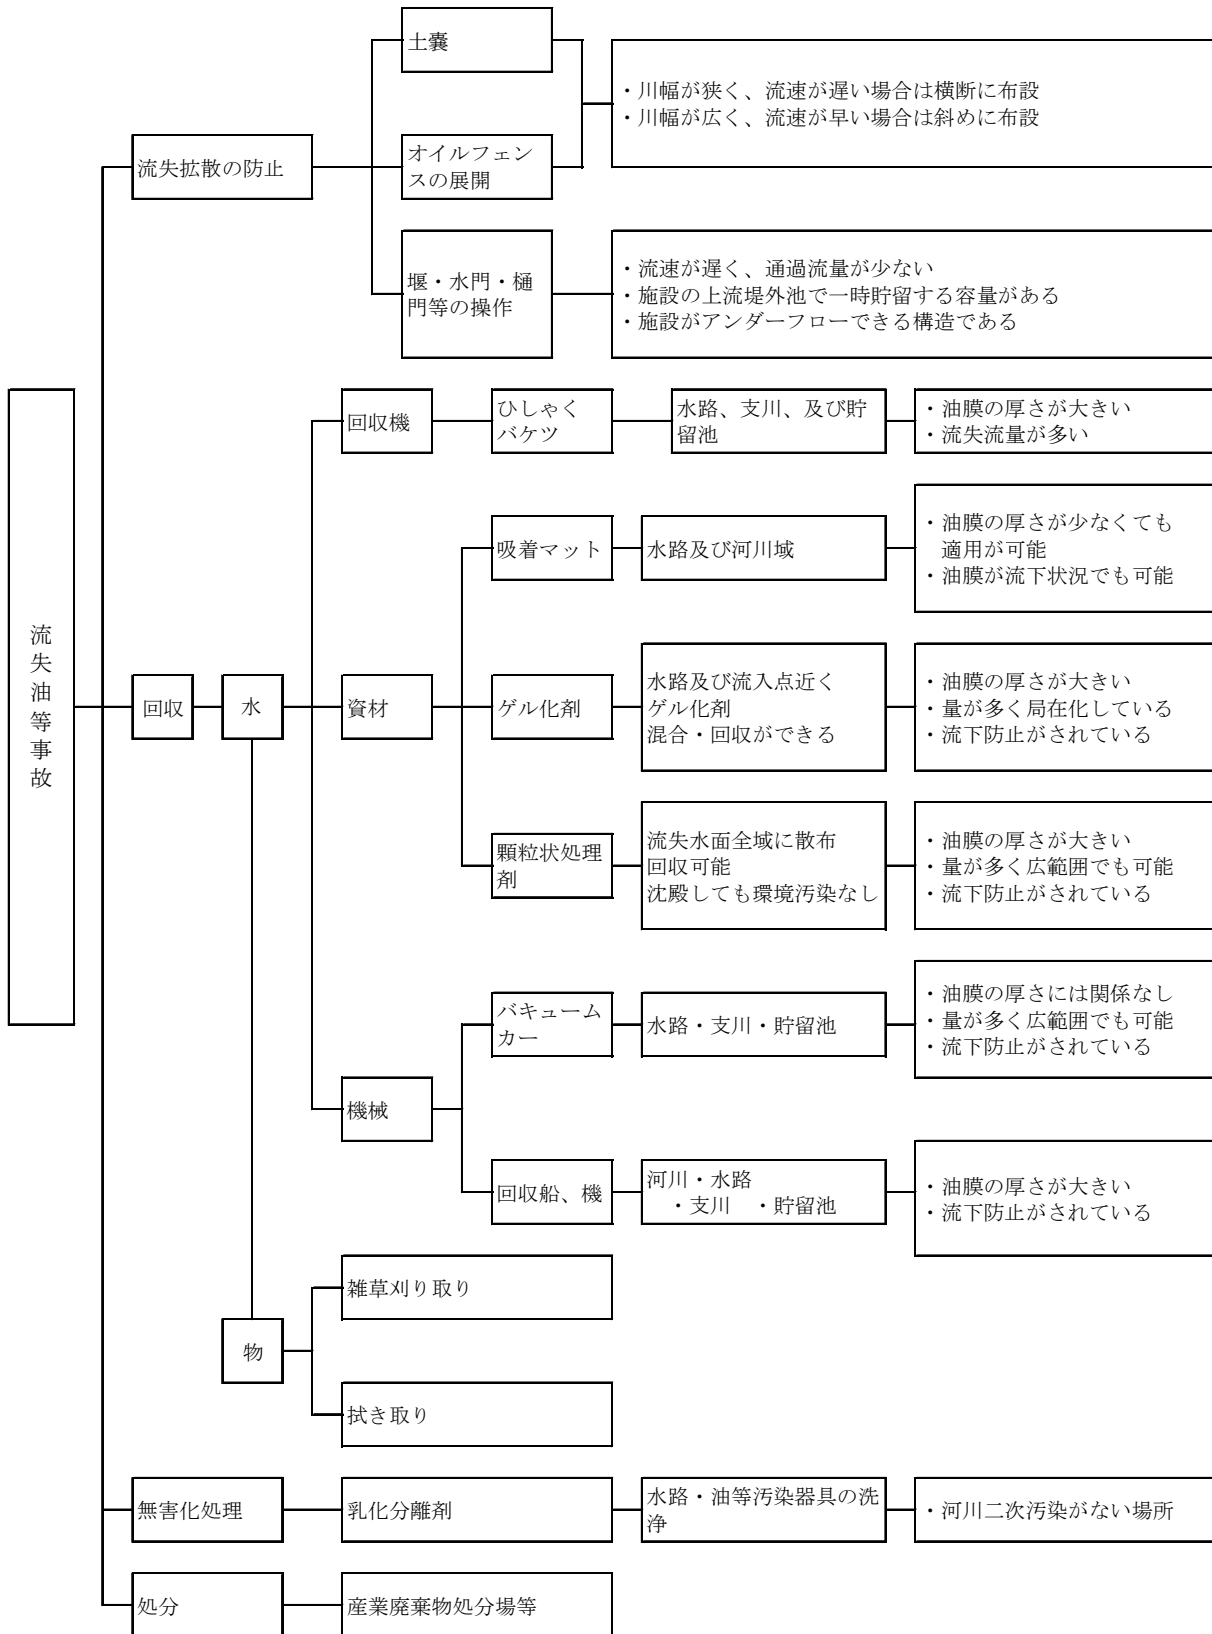 土嚢
・川幅が狭く、流速が遅い場合は横断に布設
・川幅が広く、流速が早い場合は斜めに布設
流失拡散の防止
オイルフェン
スの展開
堰・水門・樋
門等の操作
・流速が遅く、通過流量が少ない
・施設の上流堤外池で一時貯留する容量がある
・施設がアンダーフローできる構造である
流失油等事故
回収
水
回収機
ひしゃく
バケツ
水路、支川、及び貯
留池
・油膜の厚さが大きい
・流失流量が多い
資材
吸着マット
水路及び河川域
・油膜の厚さが少なくても
適用が可能
・油膜が流下状況でも可能
ゲル化剤
水路及び流入点近く
ゲル化剤
混合・回収ができる
・油膜の厚さが大きい
・量が多く局在化している
・流下防止がされている
顆粒状処理
剤
流失水面全域に散布
回収可能
沈殿しても環境汚染なし
・油膜の厚さが大きい
・量が多く広範囲でも可能
・流下防止がされている
機械
バキューム
カー
水路・支川・貯留池
・油膜の厚さには関係なし
・量が多く広範囲でも可能
・流下防止がされている
回収船、機
河川・水路
・支川　・貯留池
・油膜の厚さが大きい
・流下防止がされている
物
雑草刈り取り
拭き取り
無害化処理
乳化分離剤
水路・油等汚染器具の洗
浄
・河川二次汚染がない場所
処分
産業廃棄物処分場等